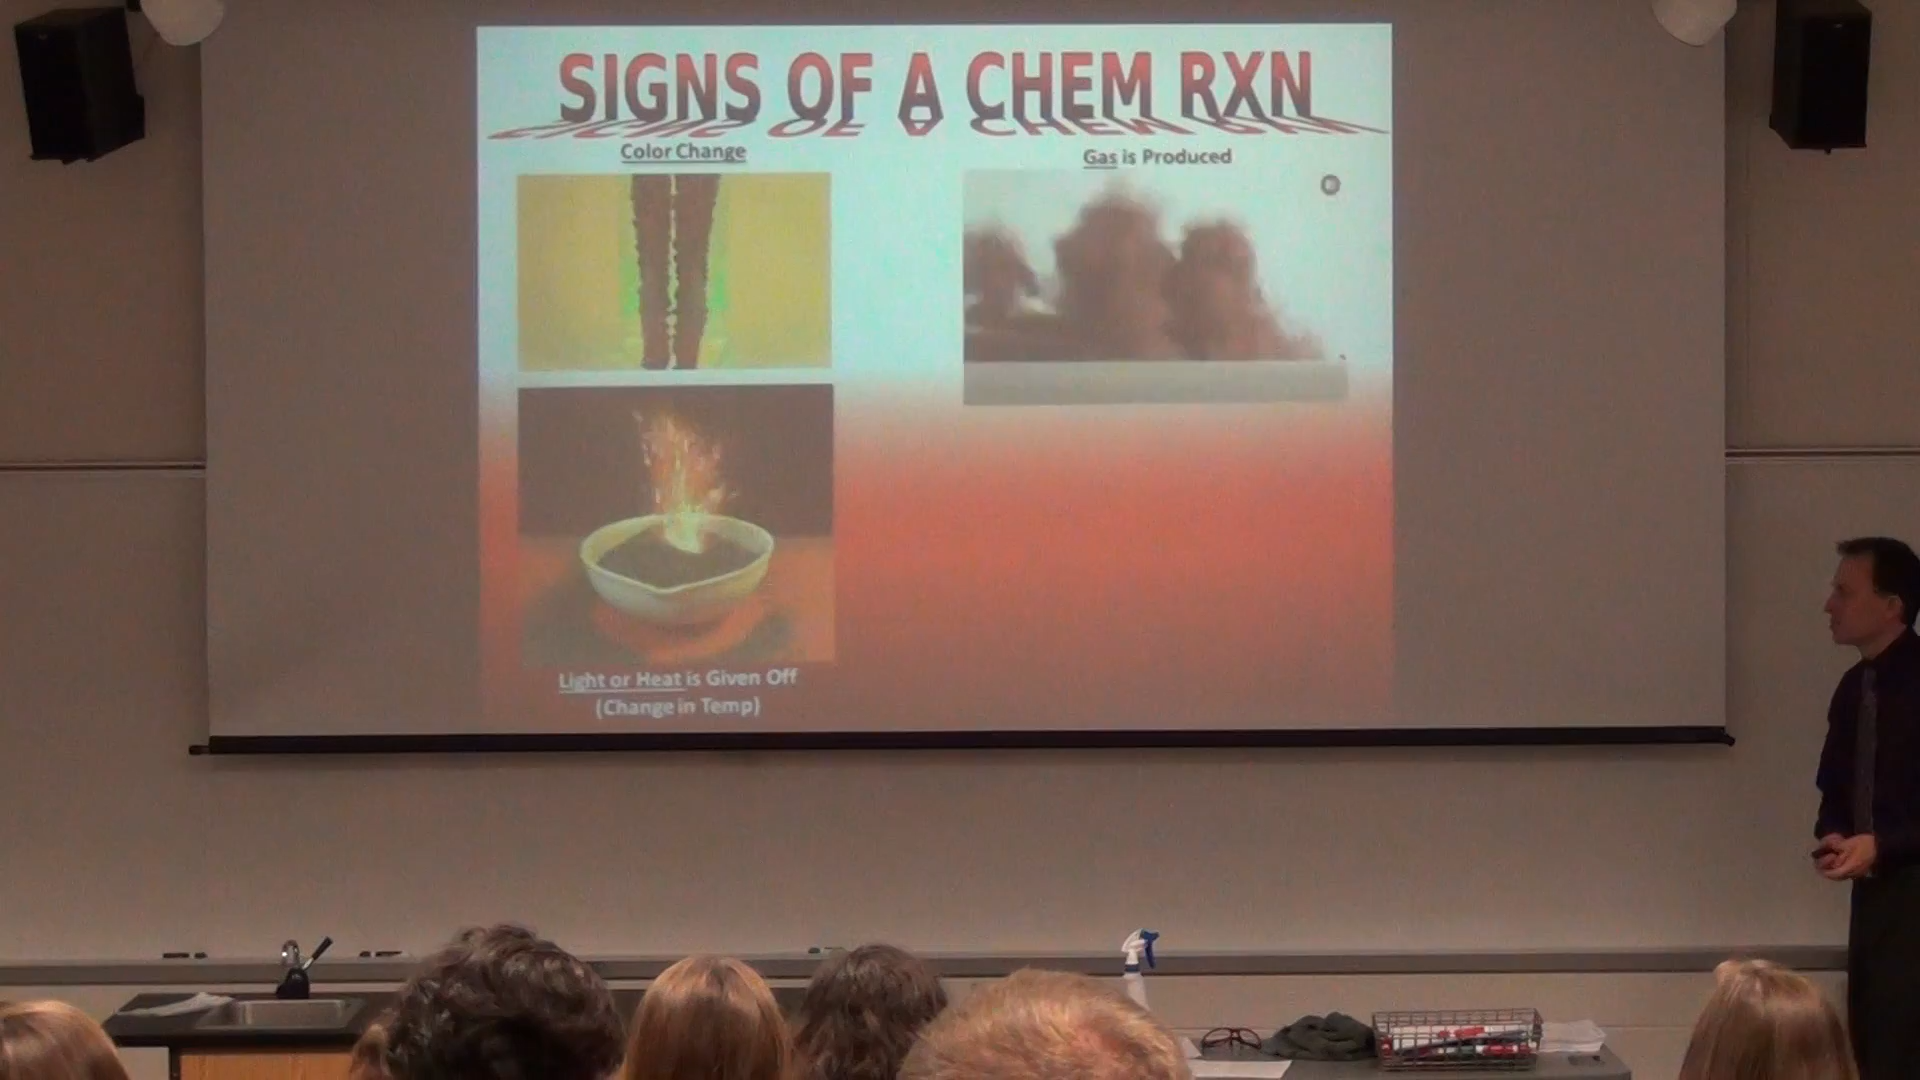 SIGNS OF A CHEM RXN
Color Change
Gas is Produced
Light or Heat is Given Off
(Change in Temp)